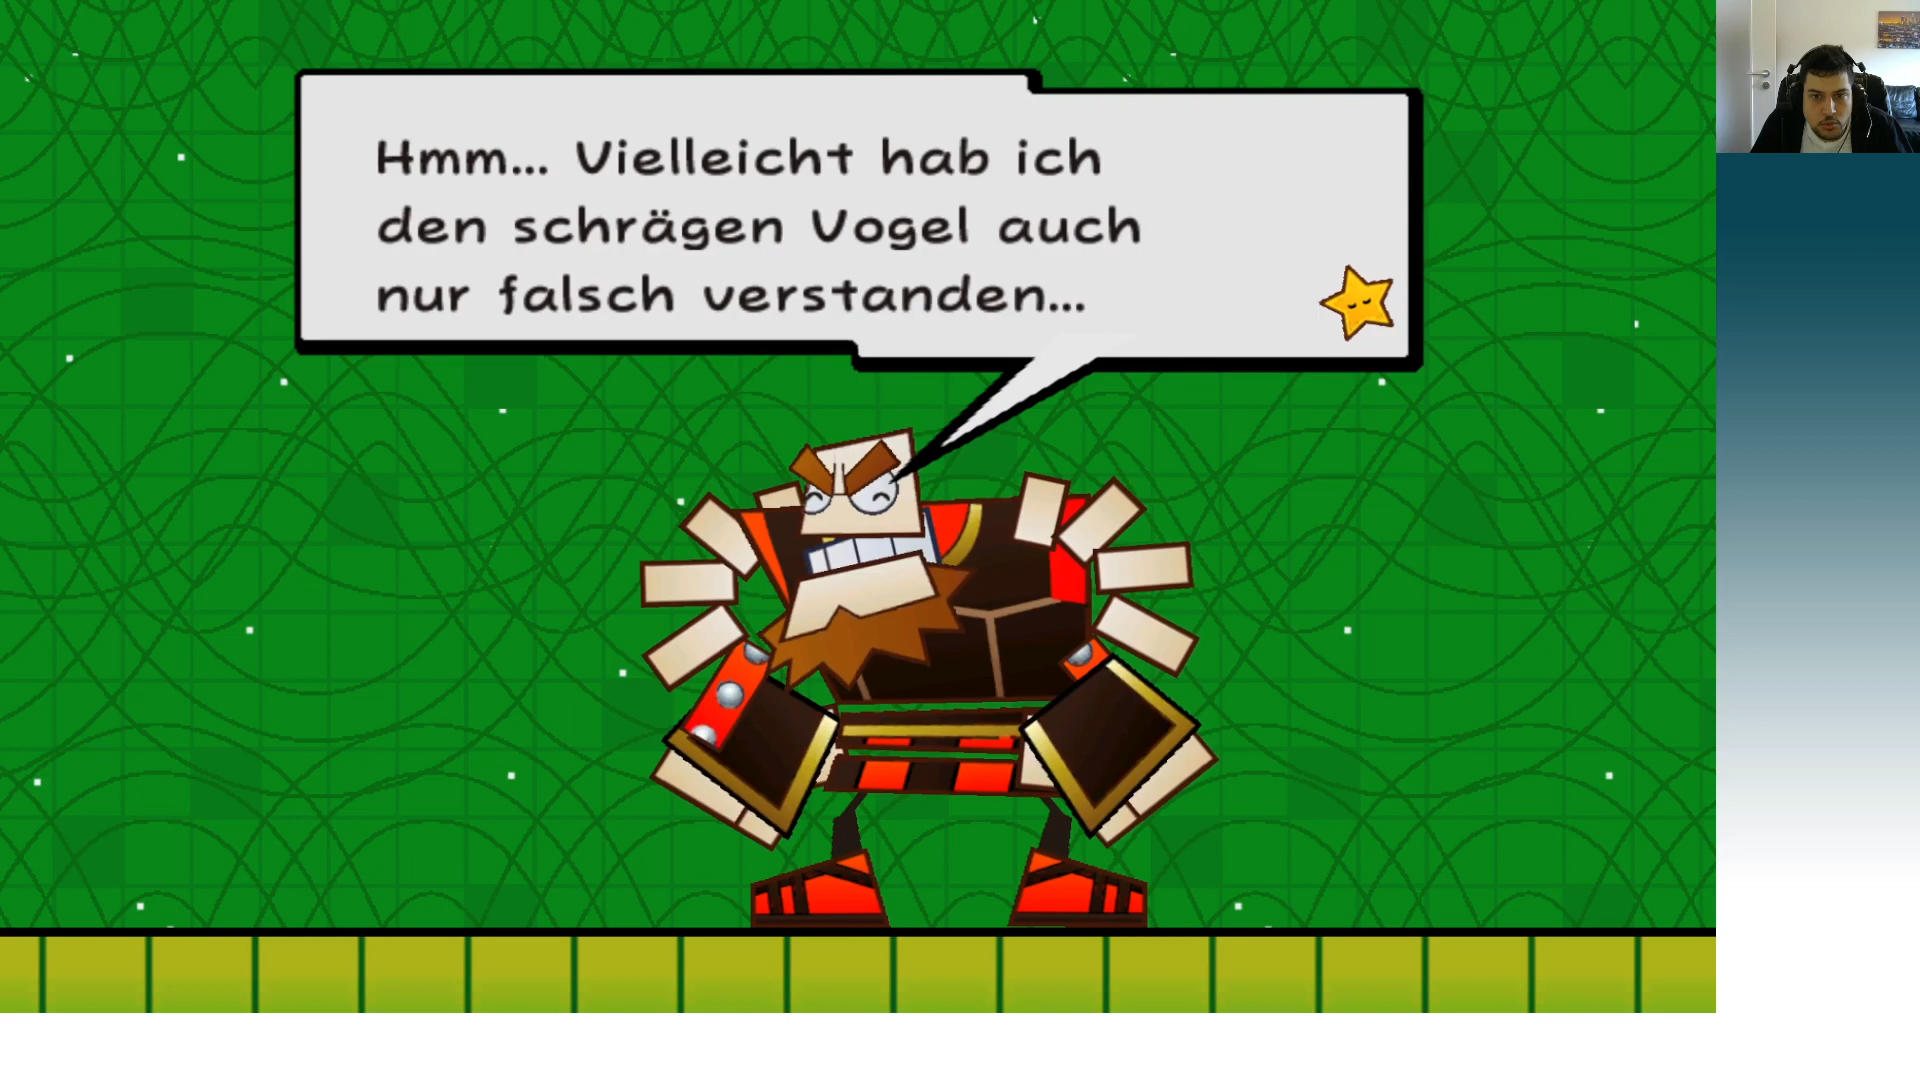 Hmm... Vielleicht hab ich
den schrägen Vogel auch
nur falsch verstanden...